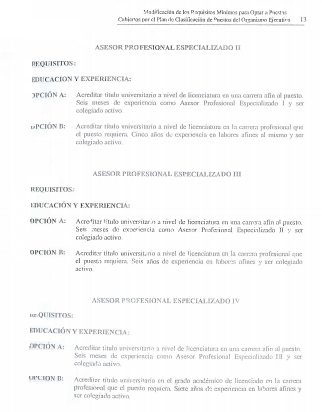 Modificación de los Requisitos Mínimos para Optar a Puestos
Cubiertos por el Plan de Clasificación de Puestos del Organismo Ejecutivo 13
ASESOR PROFESIONAL ESPECIALIZADO II
REQUISITOS:
EDUCACION Y EXPERIENCIA:
OPCIÓN A: Acreditar título universitario a nivel de licenciatura en una carrera afín al puesto.
Seis meses de experiencia como Asesor Profesional Especializado I y ser
colegiado activo.
OPCIÓN B: Acreditar título universitario a nivel de licenciatura en la carrera profesional que
el puesto requiera. Cinco años de experiencia en labores afines al mismo y ser
colegiado activo.
ASESOR PROFESIONAL ESPECIALIZADO III
REQUISITOS:
EDUCACIÓN Y EXPERIENCIA:
OPCIÓN A: Acreditar título universitario a nivel de licenciatura en una carrera afín al puesto.
Seis meses de experiencia como Asesor Profesional Especializado II y ser
colegiado activo.
OPCION B: Acreditar título universitario a nivel de licenciatura en la carrera profesional que
el puesto requiera. Seis años de experiencia en labores afines y ser colegiado
activo.
ASESOR PROFESIONAL ESPECIALIZADO IV
REQUISITOS:
EDUCACIÓN Y EXPERIENCIA:
OPCIÓN A: Acreditar título universitario a nivel de licenciatura en una carrera afín al puesto.
Seis meses de experiencia como Asesor Profesional Especializado III y ser
colegiado activo.
OPCION B: Acreditar título universitario en el grado académico de licenciado en la carrera
profesional que el puesto requiera. Siete años de experiencia en labores afines y
ser colegiado activo.